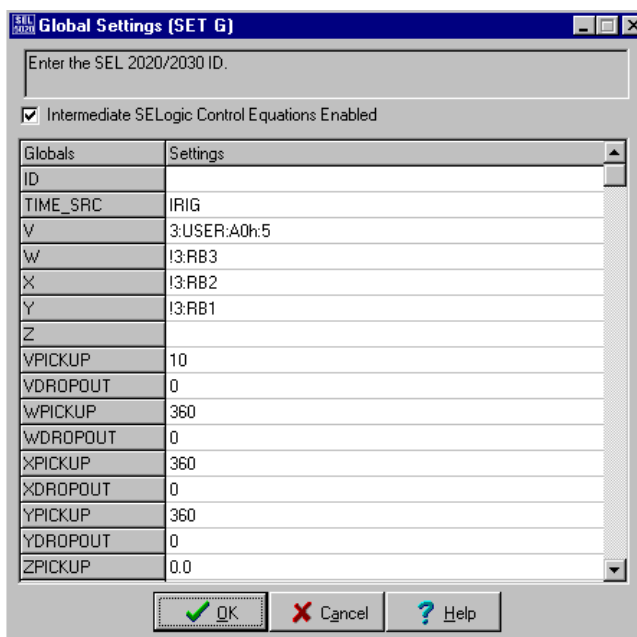 SEL 5020 Global Settings (SET G)
Enter the SEL 2020/2030 ID.
Intermediate SELogic Control Equations Enabled
Globals Settings
ID
TIME_SRC IRIG
V 3:USER:A0h:5
W !3:RB3
X !3:RB2
Y !3:RB1
Z
VPICKUP 10
VDROPOUT 0
WPICKUP 360
WDROPOUT 0
XPICKUP 360
XDROPOUT 0
YPICKUP 360
YDROPOUT 0
ZPICKUP 0.0
OK Cancel ? Help